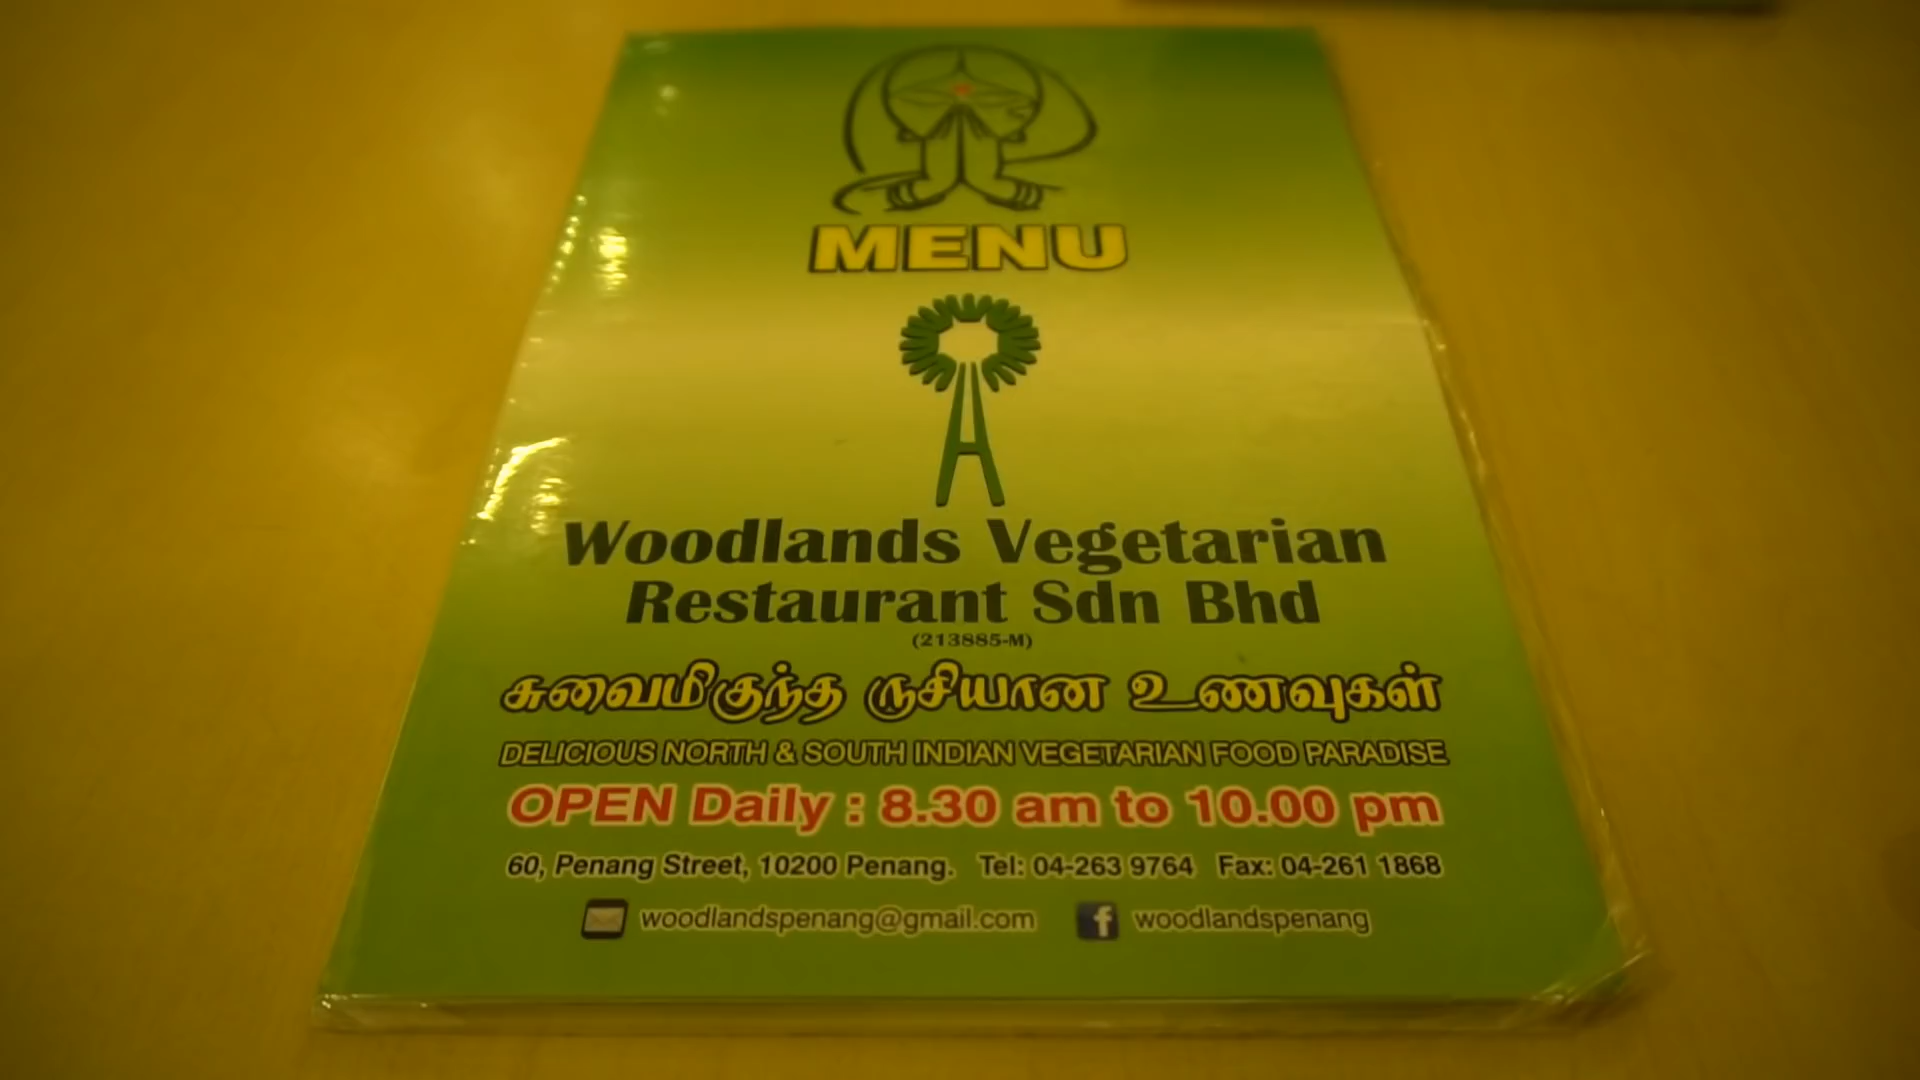 MENU
Woodlands Vegetarian
Restaurant Sdn Bhd
(213885-M)
சுவைமிகுந்த ருசியான உணவுகள்
DELICIOUS NORTH & SOUTH INDIAN VEGETARIAN FOOD PARADISE
OPEN Daily : 8.30 am to 10.00 pm
60, Penang Street, 10200 Penang. Tel: 04-263 9764 Fax: 04-261 1868
woodlandspenang@gmail.com f woodlandspenang